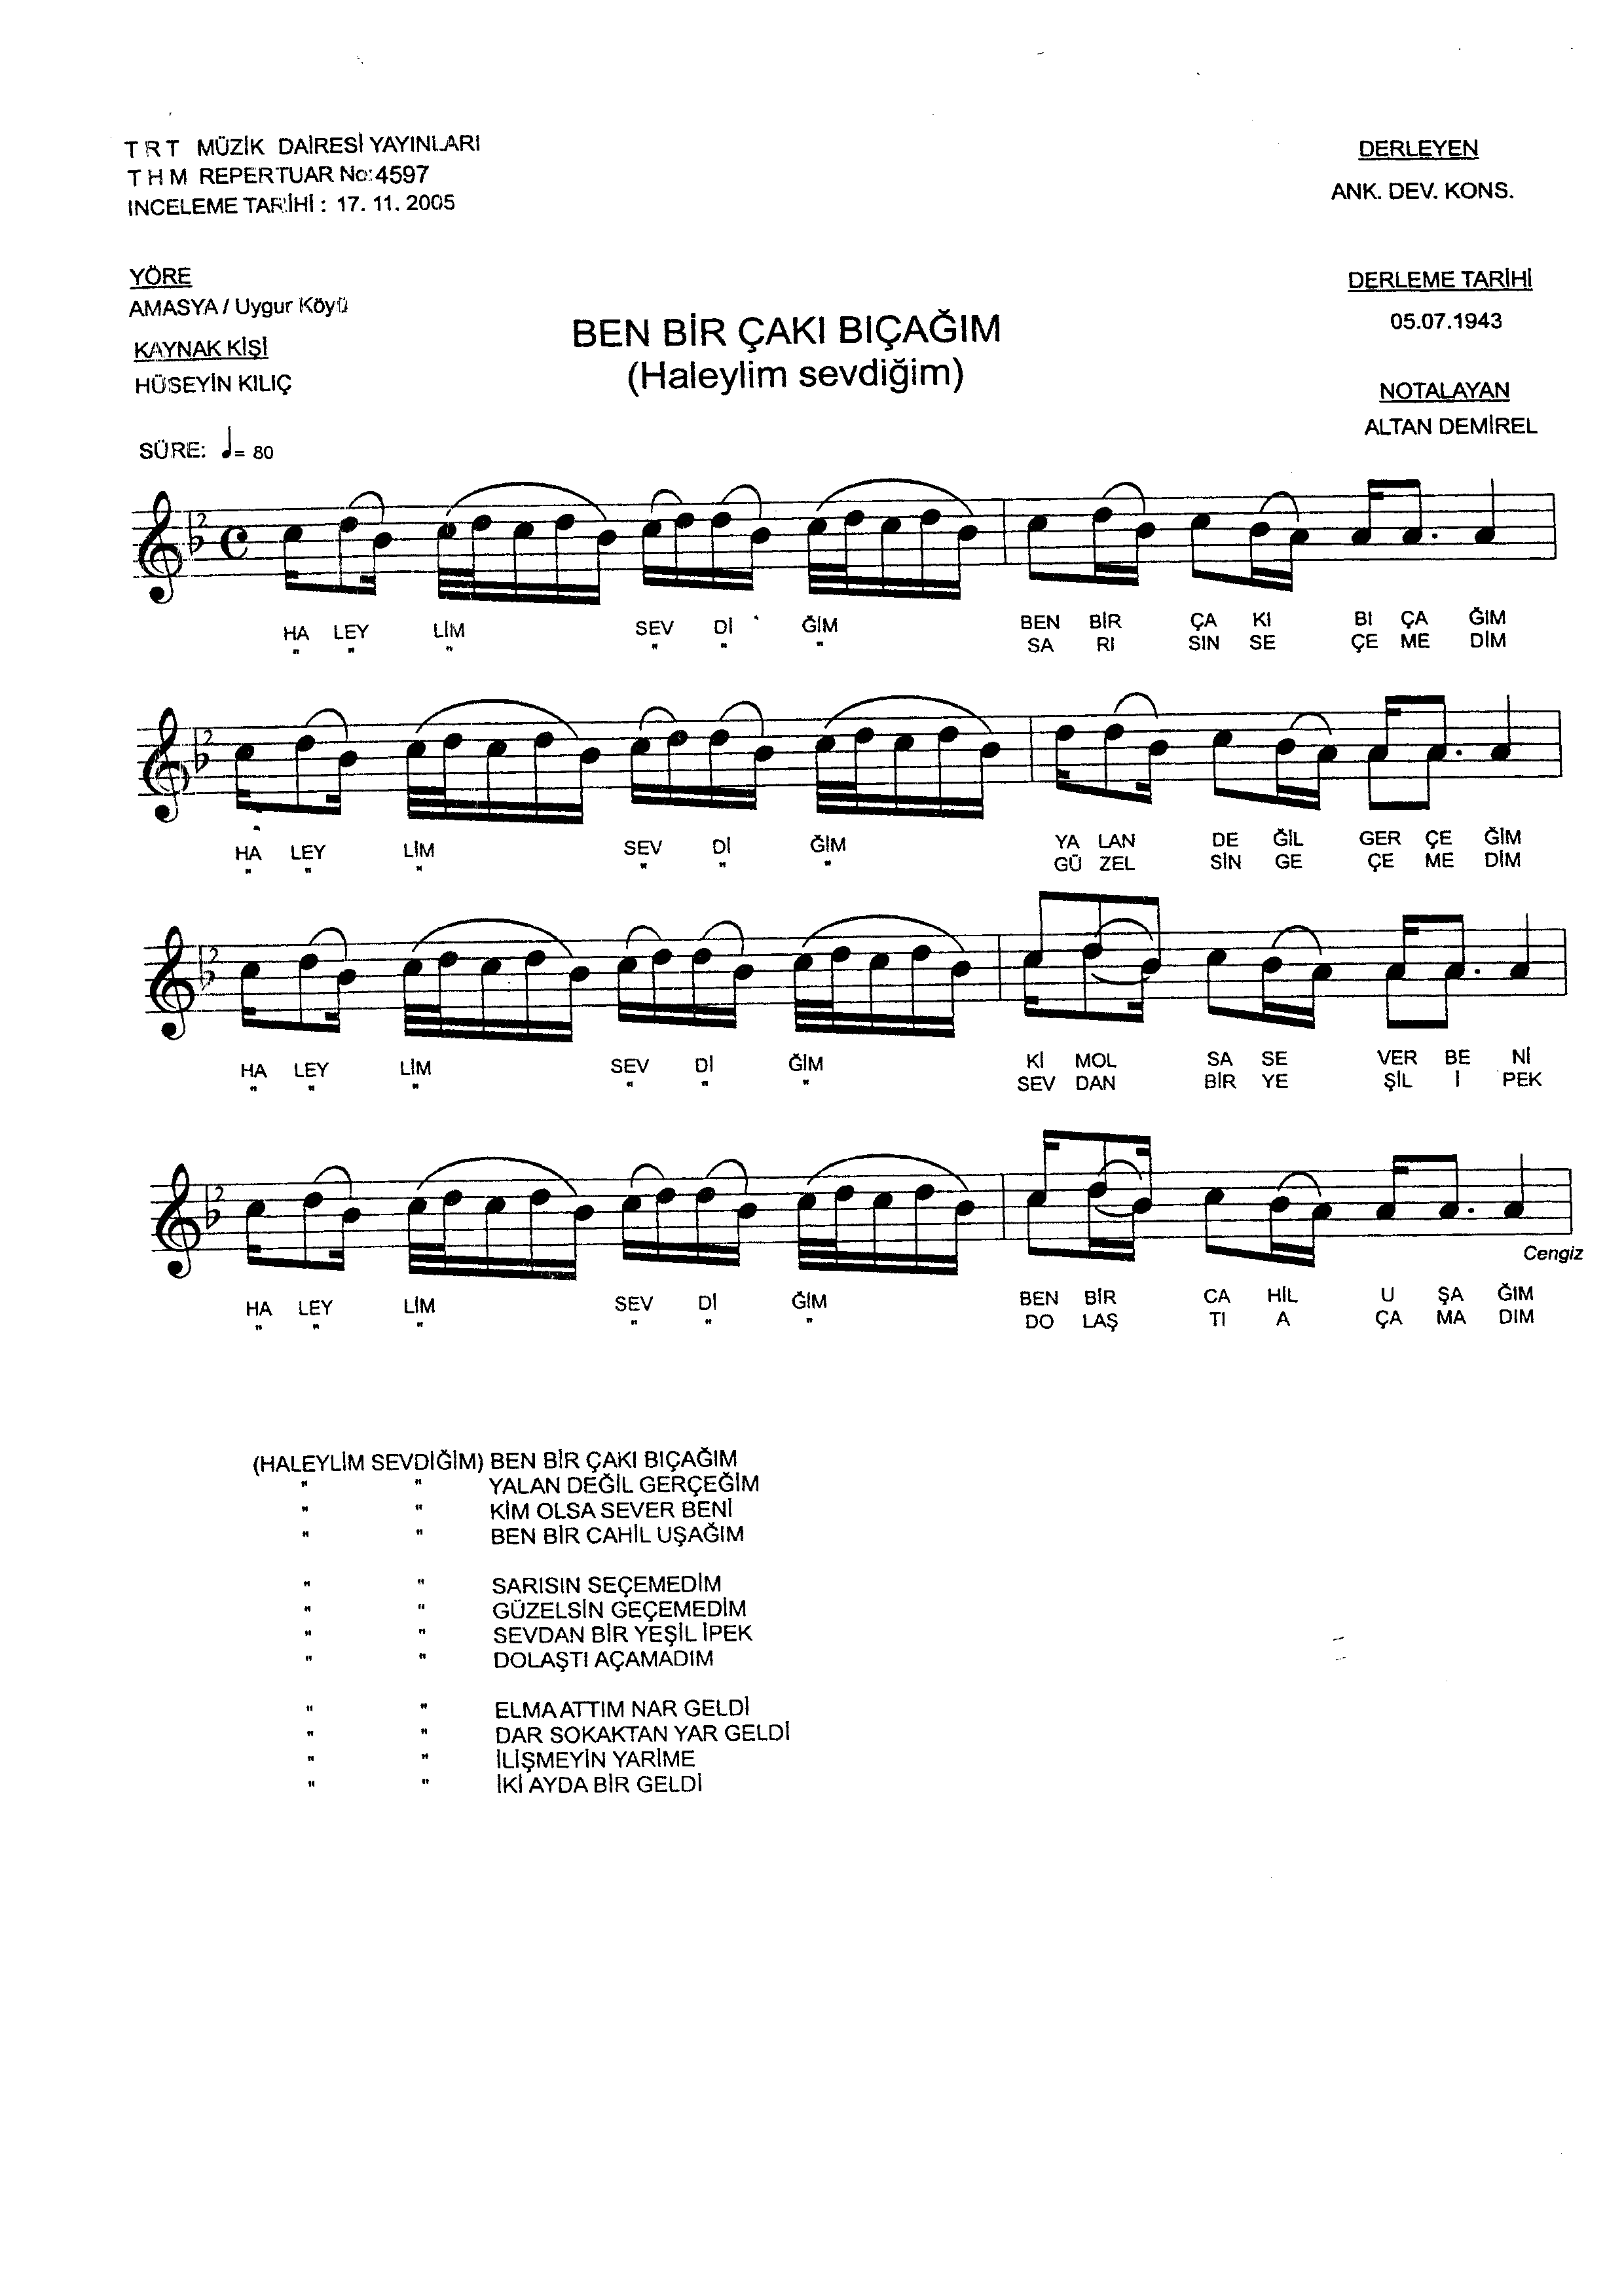 T R T MÜZİK DAİRESİ YAYINLARI
T H M REPERTUAR No:4597
INCELEME TARİHİ : 17. 11. 2005
DERLEYEN
ANK. DEV. KONS.
YÖRE
AMASYA / Uygur Köyü
KAYNAK KİŞİ
HÜSEYİN KILIÇ
BEN BİR ÇAKI BIÇAĞIM
(Haleylim sevdiğim)
DERLEME TARİHİ
05.07.1943
NOTALAYAN
ALTAN DEMİREL
SÜRE: ♩= 80
HA LEY LİM SEV Dİ ĞİM BEN BİR ÇA KI BI ÇA ĞIM
" " " " " " SA RI SIN SE ÇE ME DİM
HA LEY LİM SEV Dİ ĞİM YA LAN DE ĞİL GER ÇE ĞİM
" " " " " " GÜ ZEL SİN GE ÇE ME DİM
HA LEY LİM SEV Dİ ĞİM Kİ MOL SA SE VER BE Nİ
" " " " " " SEV DAN BİR YE ŞİL İ PEK
Cengiz
HA LEY LİM SEV Dİ ĞİM BEN BİR CA HİL U ŞA ĞIM
" " " " " " DO LAŞ TI A ÇA MA DIM
(HALEYLİM SEVDİĞİM) BEN BİR ÇAKI BIÇAĞIM
" " YALAN DEĞİL GERÇEĞİM
" " KİM OLSA SEVER BENİ
" " BEN BİR CAHİL UŞAĞIM
" " SARISIN SEÇEMEDİM
" " GÜZELSİN GEÇEMEDİM
" " SEVDAN BİR YEŞİL İPEK
" " DOLAŞTI AÇAMADIM
" " ELMA ATTIM NAR GELDİ
" " DAR SOKAKTAN YAR GELDİ
" " İLİŞMEYİN YARİME
" " İKİ AYDA BİR GELDİ